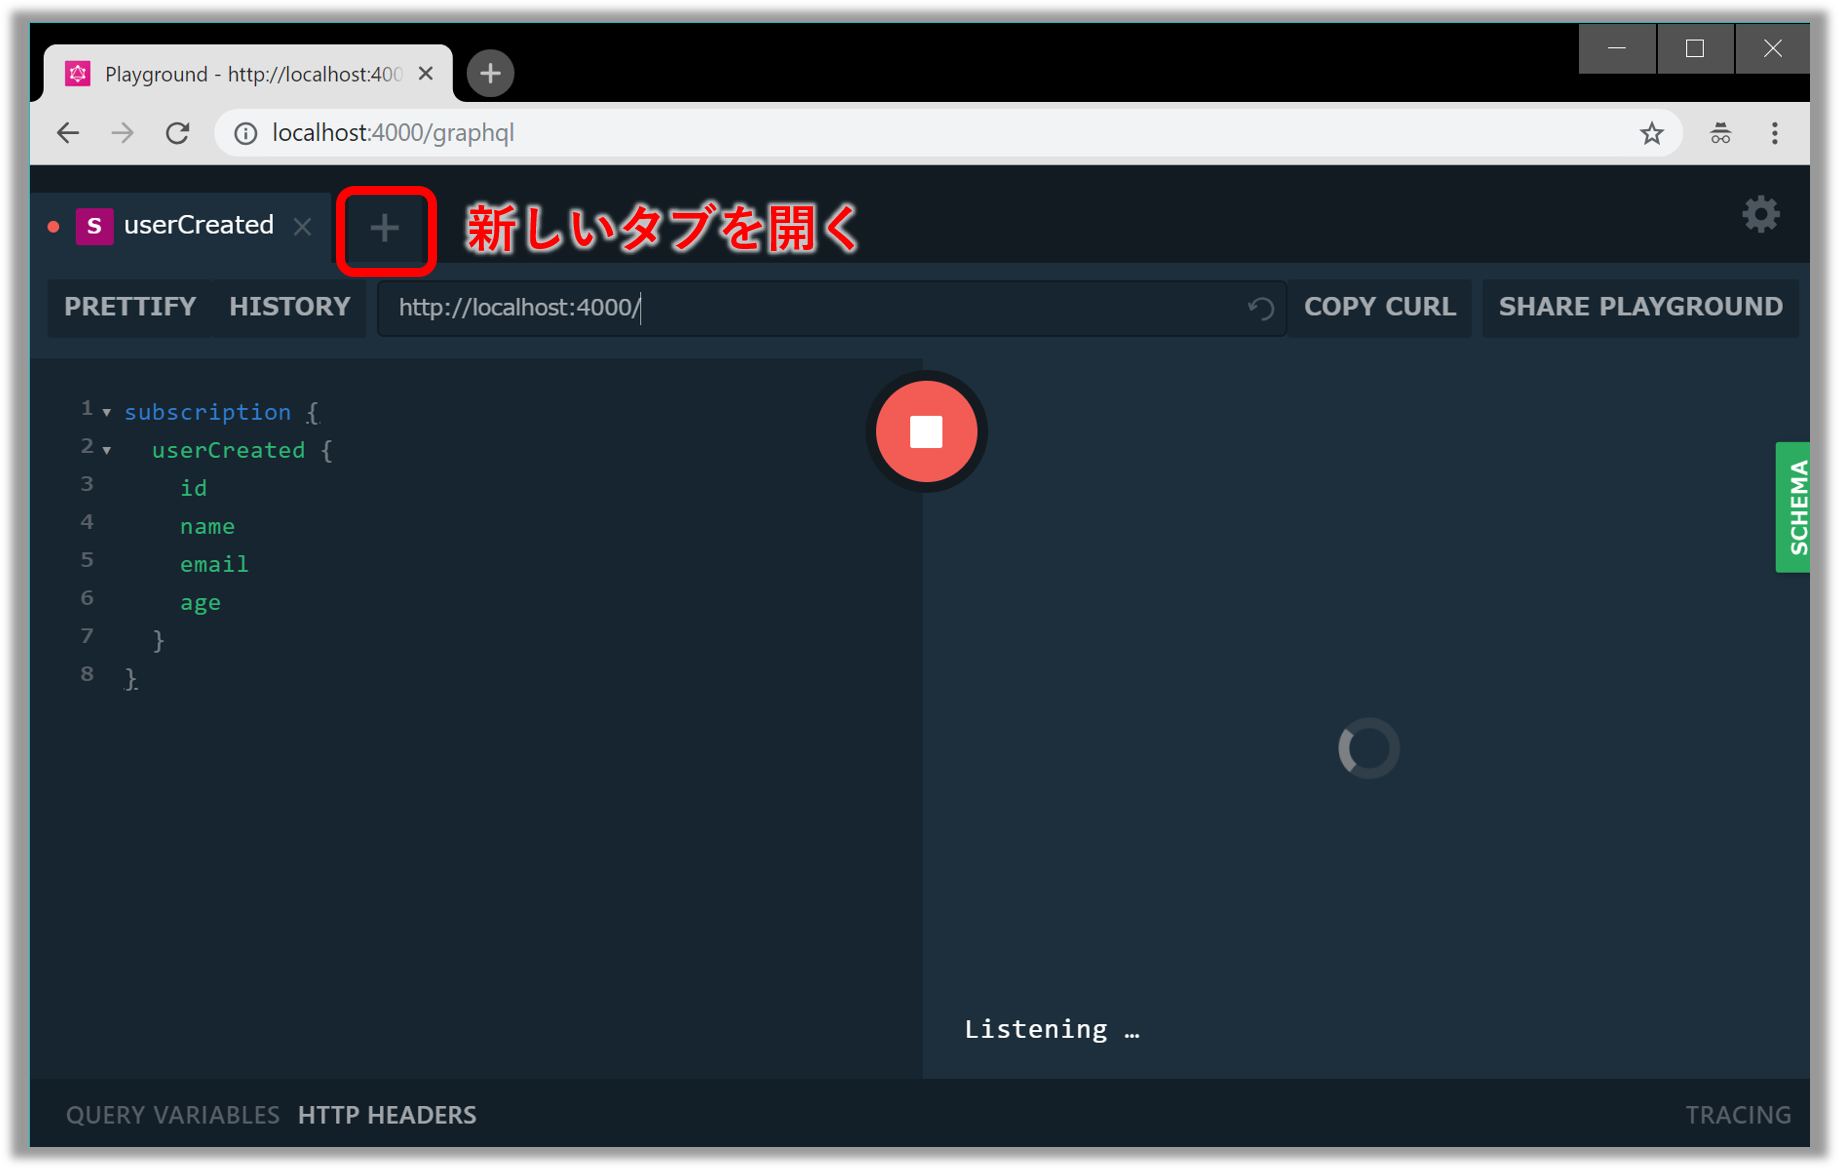 Playground - http://localhost:400
localhost:4000/graphql
S userCreated
新しいタブを開く
PRETTIFY HISTORY http://localhost:4000/ COPY CURL SHARE PLAYGROUND
1 subscription {
2 userCreated {
3 id
4 name
5 email
6 age
7 }
8 }
SCHEMA
Listening …
QUERY VARIABLES HTTP HEADERS TRACING